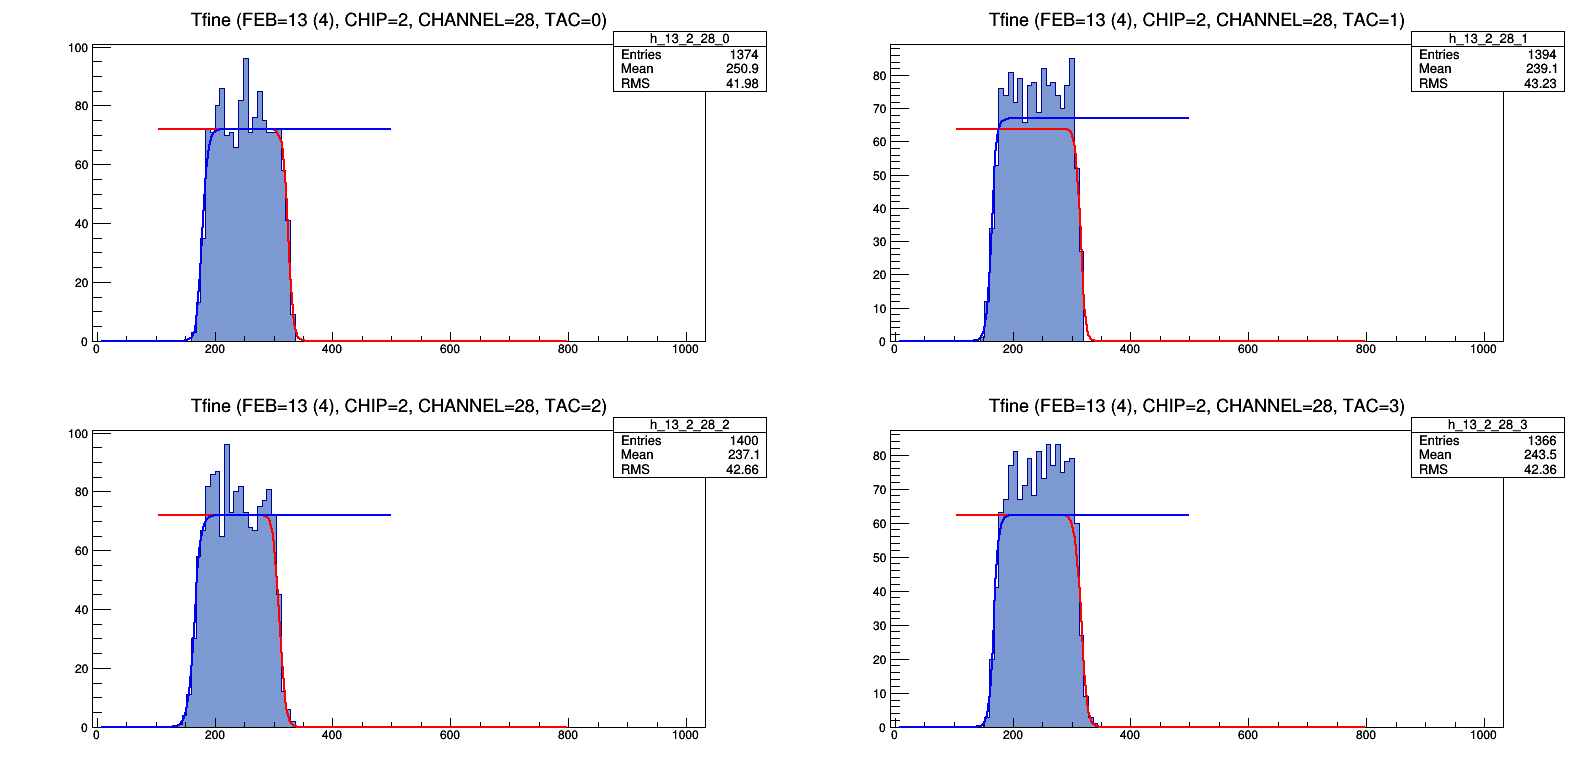 Tfine (FEB=13 (4), CHIP=2, CHANNEL=28, TAC=0)
h_13_2_28_0
Entries 1374
Mean 250.9
RMS 41.98
100
80
60
40
20
0
0 200 400 600 800 1000
Tfine (FEB=13 (4), CHIP=2, CHANNEL=28, TAC=1)
h_13_2_28_1
Entries 1394
Mean 239.1
RMS 43.23
80
70
60
50
40
30
20
10
0
0 200 400 600 800 1000
Tfine (FEB=13 (4), CHIP=2, CHANNEL=28, TAC=2)
h_13_2_28_2
Entries 1400
Mean 237.1
RMS 42.66
100
80
60
40
20
0
0 200 400 600 800 1000
Tfine (FEB=13 (4), CHIP=2, CHANNEL=28, TAC=3)
h_13_2_28_3
Entries 1366
Mean 243.5
RMS 42.36
80
70
60
50
40
30
20
10
0
0 200 400 600 800 1000